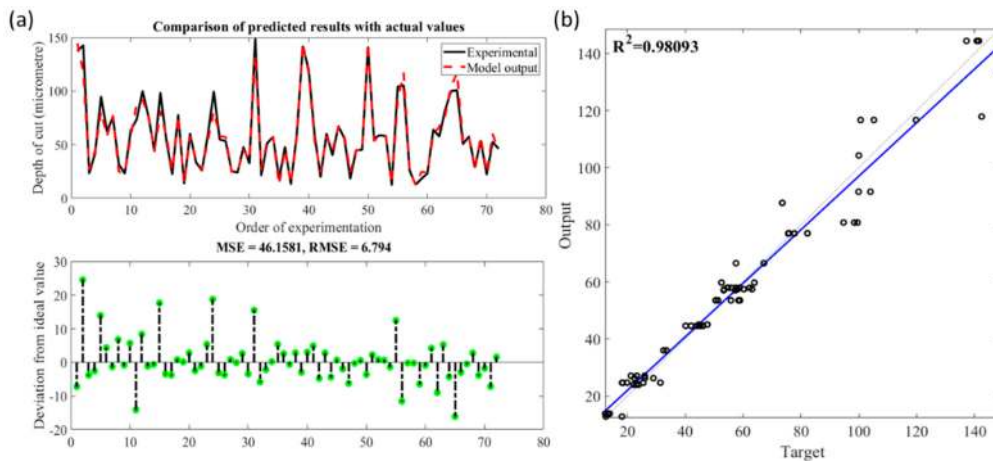 (a)
Comparison of predicted results with actual values
Depth of cut (micrometre)
150
100
50
0
Experimental
Model output
0 10 20 30 40 50 60 70 80
Order of experimentation
MSE = 46.1581, RMSE = 6.794
Deviation from ideal value
30
20
10
0
-10
-20
0 10 20 30 40 50 60 70 80
(b)
R²=0.98093
Output
140
120
100
80
60
40
20
20 40 60 80 100 120 140
Target